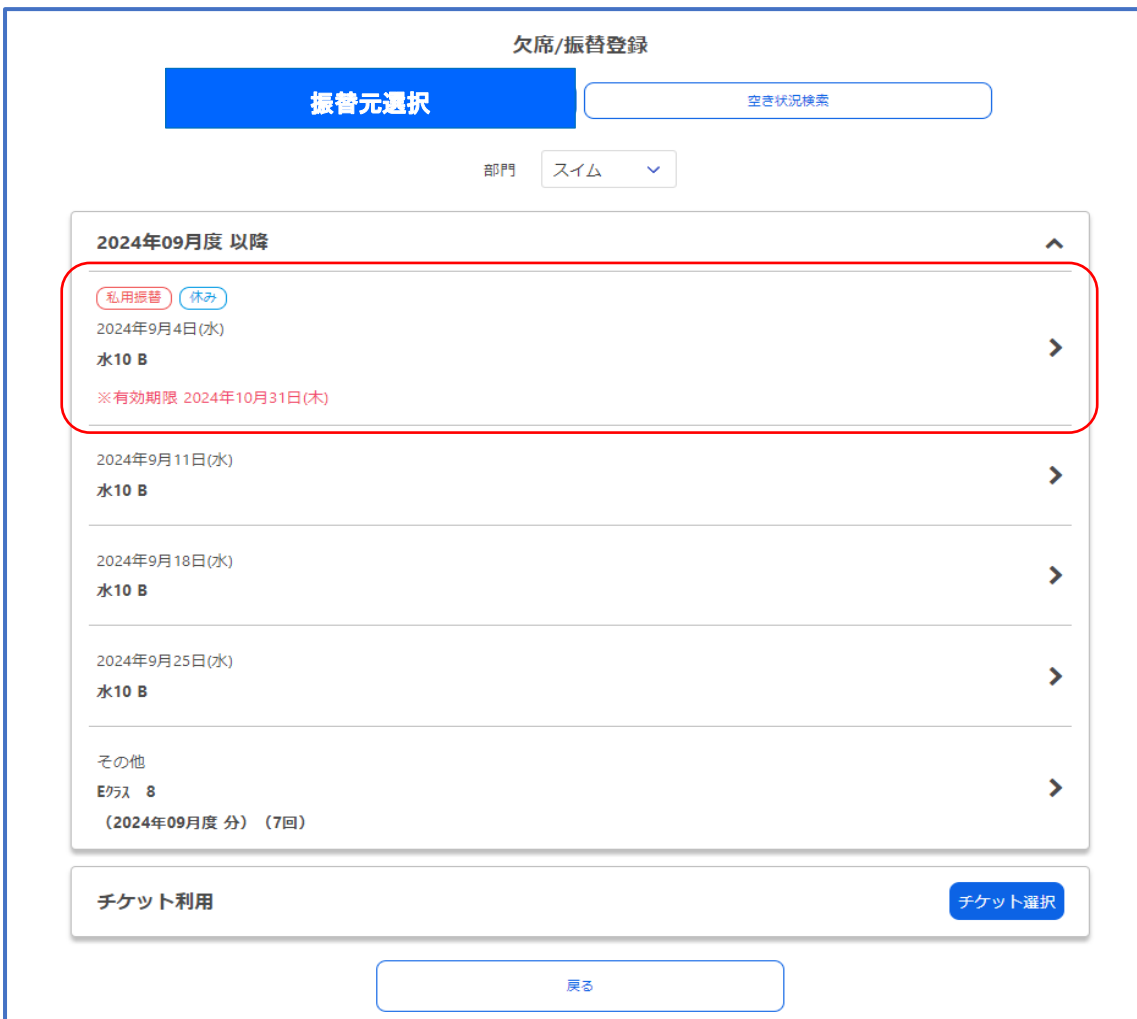 欠席/振替登録
振替元選択
空き状況検索
部門 スイム
2024年09月度 以降
私用振替 休み
2024年9月4日(水)
水10 B
※有効期限 2024年10月31日(木)
2024年9月11日(水)
水10 B
2024年9月18日(水)
水10 B
2024年9月25日(水)
水10 B
その他
Eｸﾗｽ　8
（2024年09月度 分）（7回）
チケット利用
チケット選択
戻る